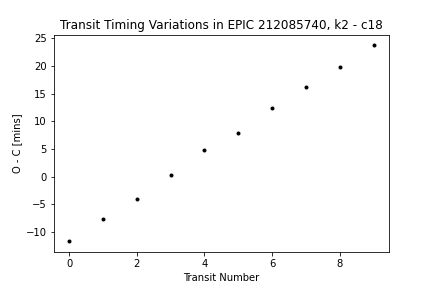 Transit Timing Variations in EPIC 212085740, k2 - c18
25
20
15
10
5
0
−5
−10
O - C [mins]
0 2 4 6 8
Transit Number